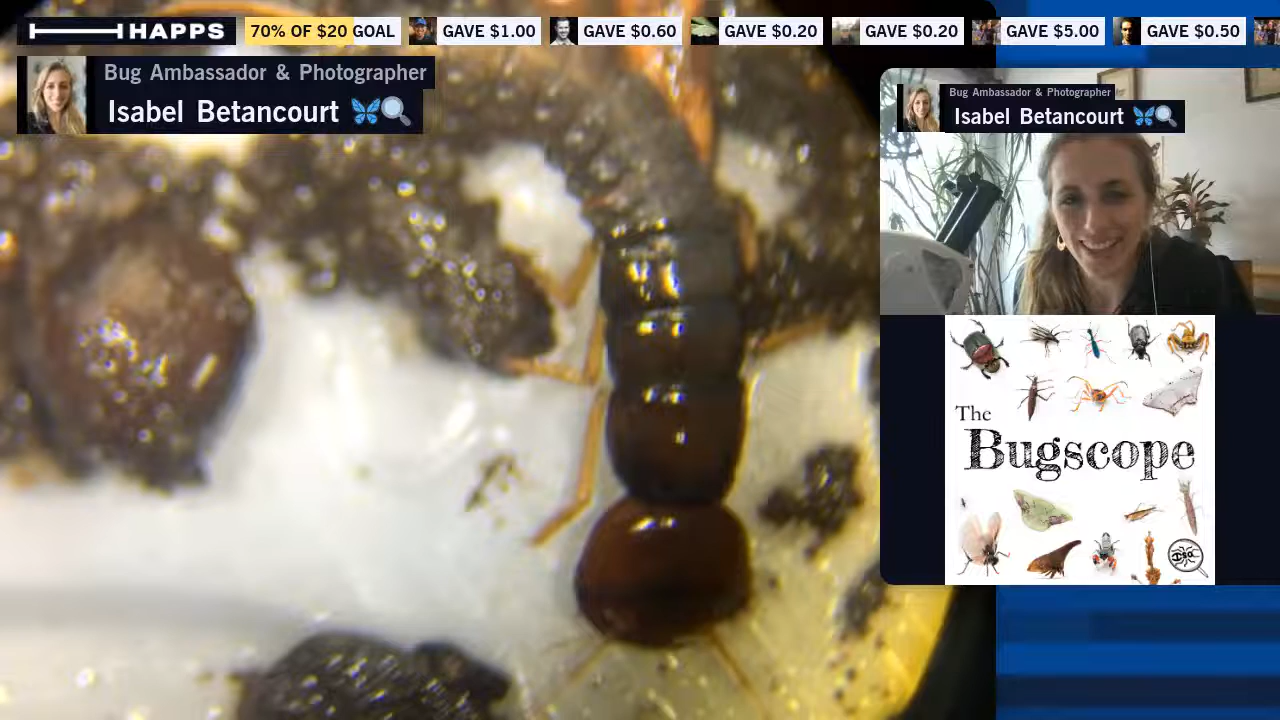 HAPPS
70% OF $20 GOAL
GAVE $1.00
GAVE $0.60
GAVE $0.20
GAVE $0.20
GAVE $5.00
GAVE $0.50
Bug Ambassador & Photographer
Isabel Betancourt 🦋🔍
Bug Ambassador & Photographer
Isabel Betancourt 🦋🔍
The
Bugscope